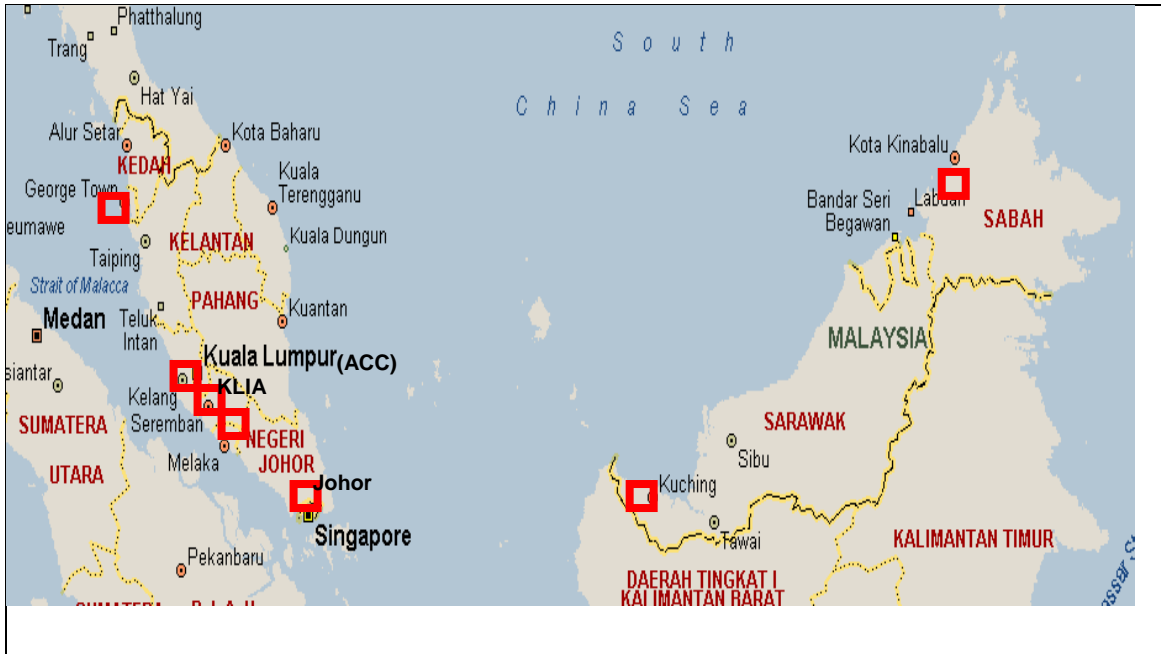 Phatthalung
Trang
South
Hat Yai
China Sea
Alur Setar
Kota Baharu
Kota Kinabalu
KEDAH
Kuala
Terengganu
George Town
Bandar Seri
Begawan
Labuan
SABAH
eumawe
KELANTAN
Kuala Dungun
Taiping
Strait of Malacca
PAHANG
Kuantan
Medan
Teluk
Intan
MALAYSIA
Kuala Lumpur (ACC)
siantar
KLIA
Kelang
Seremban
SUMATERA
UTARA
NEGERI
JOHOR
SARAWAK
Melaka
Sibu
Johor
Kuching
Singapore
Tawai
KALIMANTAN TIMUR
Pekanbaru
DAERAH TINGKAT I
KALIMANTAN BARAT
SUMATERA
RIAU